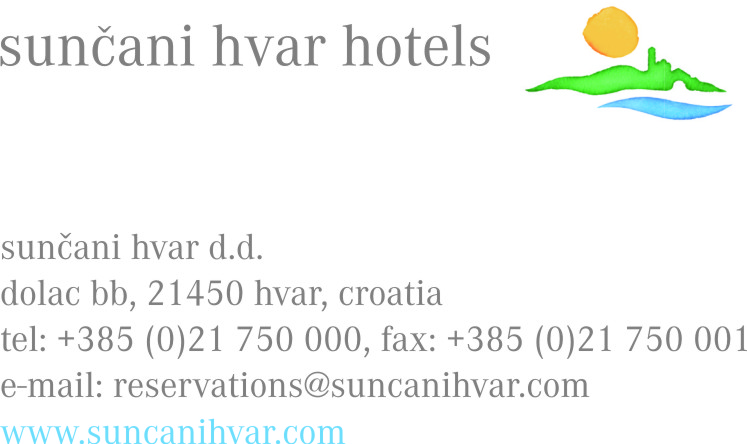 sunčani hvar hotels
sunčani hvar d.d.
dolac bb, 21450 hvar, croatia
tel: +385 (0)21 750 000, fax: +385 (0)21 750 001
e-mail: reservations@suncanihvar.com
www.suncanihvar.com